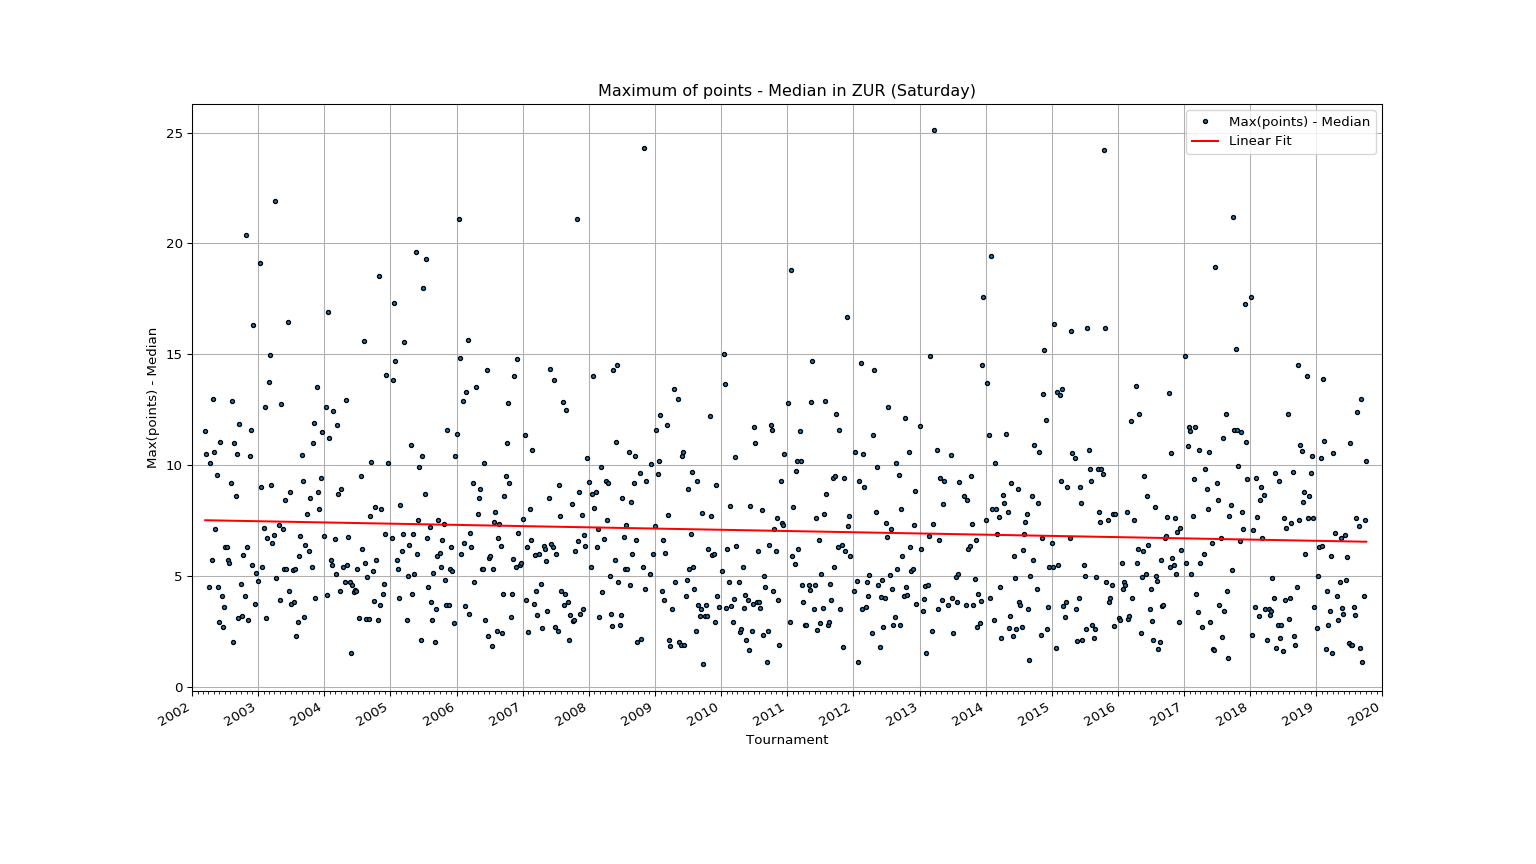 Maximum of points - Median in ZUR (Saturday)
Max(points) - Median
Linear Fit
Max(points) - Median
25
20
15
10
5
0
2002 2003 2004 2005 2006 2007 2008 2009 2010 2011 2012 2013 2014 2015 2016 2017 2018 2019 2020
Tournament